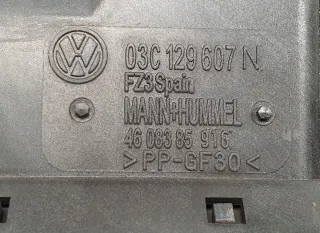 03C 129 607 N
FZ3 Spain
MANN+HUMMEL
46 083 85 916
>PP-GF30<